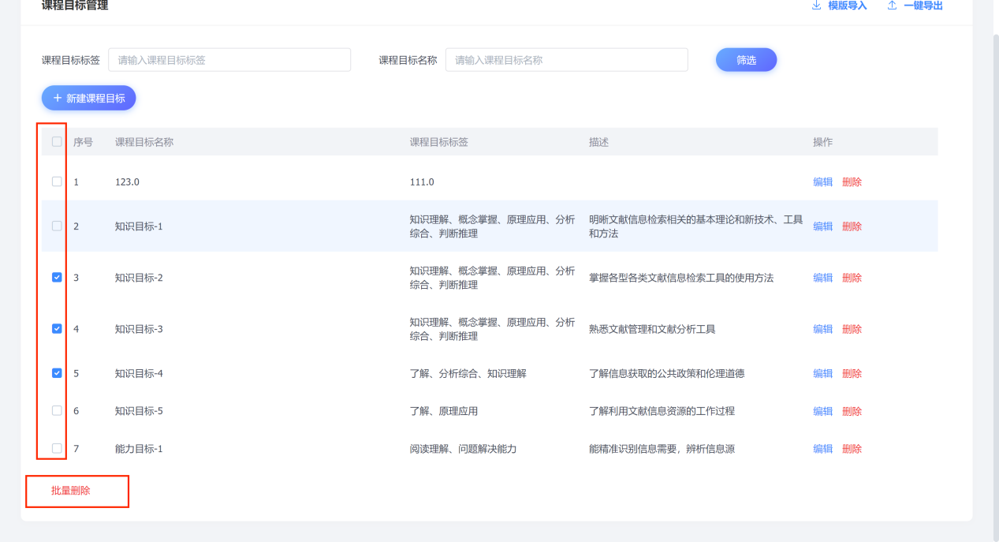 课程目标管理
模版导入
一键导出
课程目标标签
请输入课程目标标签
课程目标名称
请输入课程目标名称
筛选
+ 新建课程目标
序号 课程目标名称 课程目标标签 描述 操作
1 123.0 111.0 编辑 删除
2 知识目标-1 知识理解、概念掌握、原理应用、分析 明晰文献信息检索相关的基本理论和新技术、工具 编辑 删除
综合、判断推理 和方法
3 知识目标-2 知识理解、概念掌握、原理应用、分析 掌握各型各类文献信息检索工具的使用方法 编辑 删除
综合、判断推理
4 知识目标-3 知识理解、概念掌握、原理应用、分析 熟悉文献管理和文献分析工具 编辑 删除
综合、判断推理
5 知识目标-4 了解、分析综合、知识理解 了解信息获取的公共政策和伦理道德 编辑 删除
6 知识目标-5 了解、原理应用 了解利用文献信息资源的工作过程 编辑 删除
7 能力目标-1 阅读理解、问题解决能力 能精准识别信息需要，辨析信息源 编辑 删除
批量删除